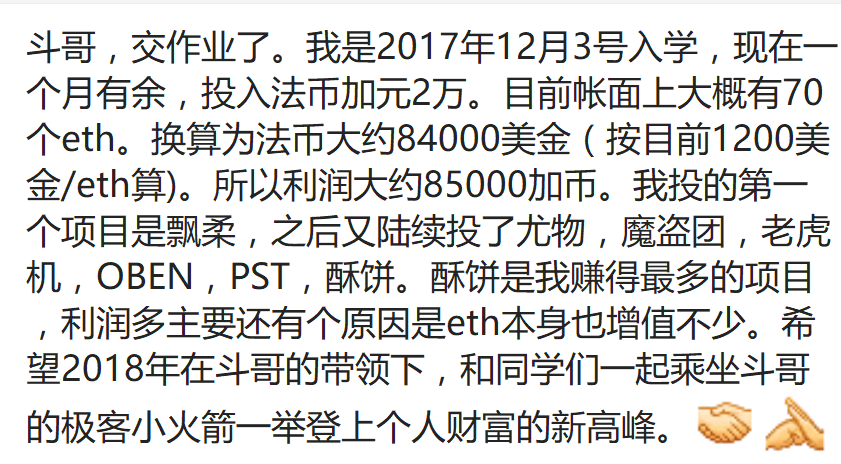 斗哥，交作业了。我是2017年12月3号入学，现在一
个月有余，投入法币加元2万。目前帐面上大概有70
个eth。换算为法币大约84000美金（按目前1200美
金/eth算)。所以利润大约85000加币。我投的第一
个项目是飘柔，之后又陆续投了尤物，魔盗团，老虎
机，OBEN，PST，酥饼。酥饼是我赚得最多的项目
，利润多主要还有个原因是eth本身也增值不少。希
望2018年在斗哥的带领下，和同学们一起乘坐斗哥
的极客小火箭一举登上个人财富的新高峰。